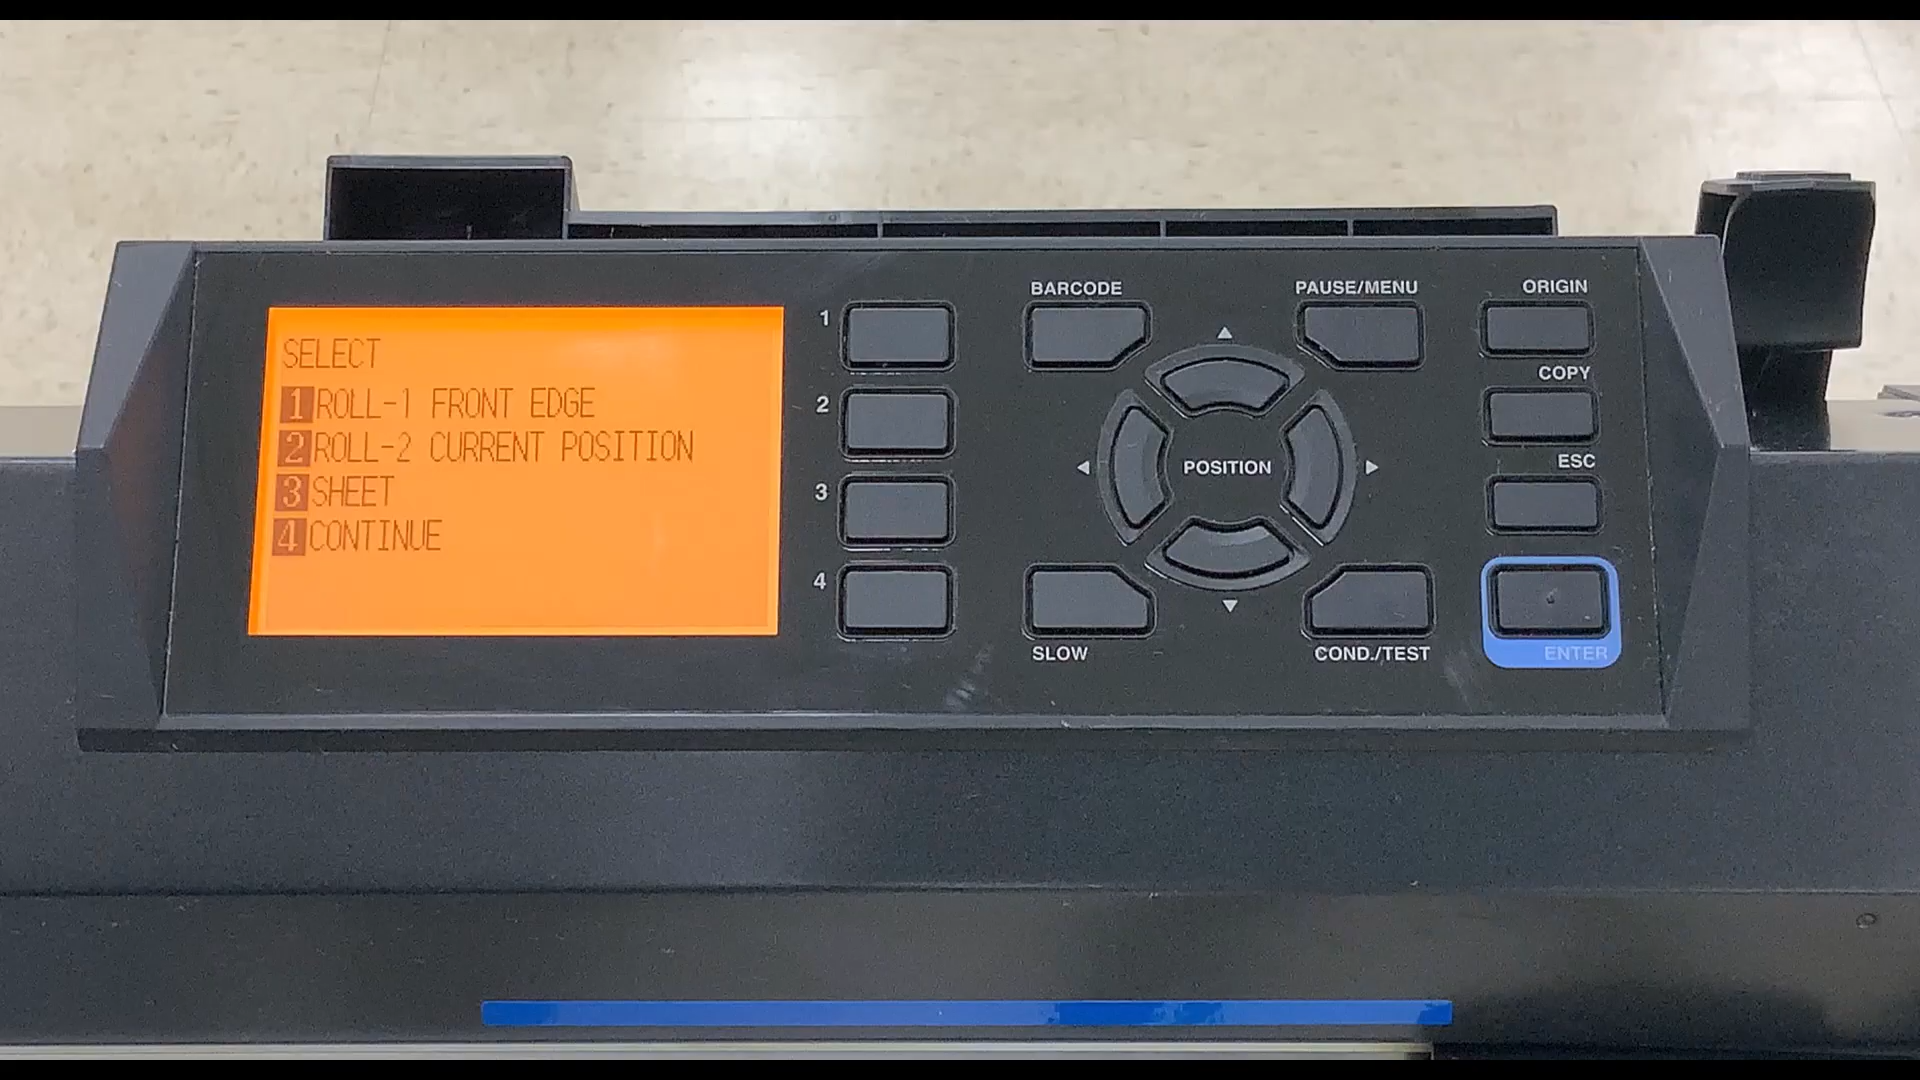 SELECT
1 ROLL-1 FRONT EDGE
2 ROLL-2 CURRENT POSITION
3 SHEET
4 CONTINUE
1
2
3
4
BARCODE
PAUSE/MENU
POSITION
SLOW
COND./TEST
ORIGIN
COPY
ESC
ENTER